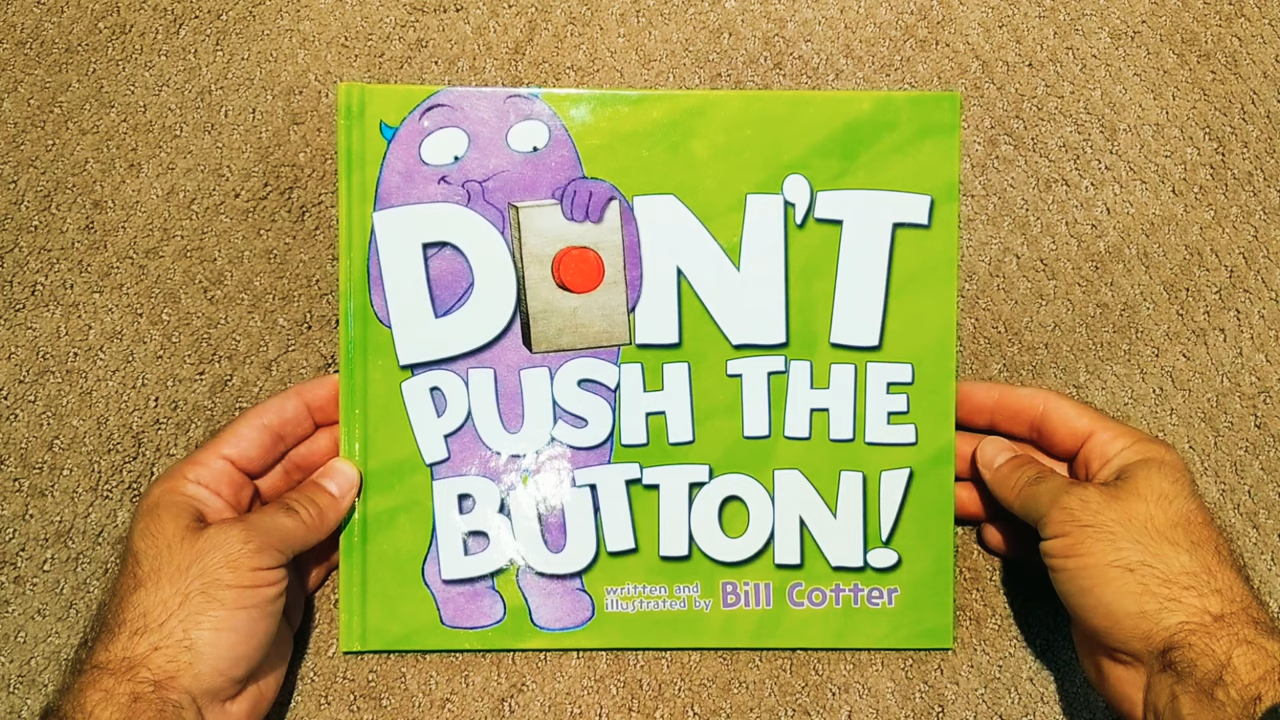 DON'T
PUSH THE
BUTTON!
written and
illustrated by Bill Cotter